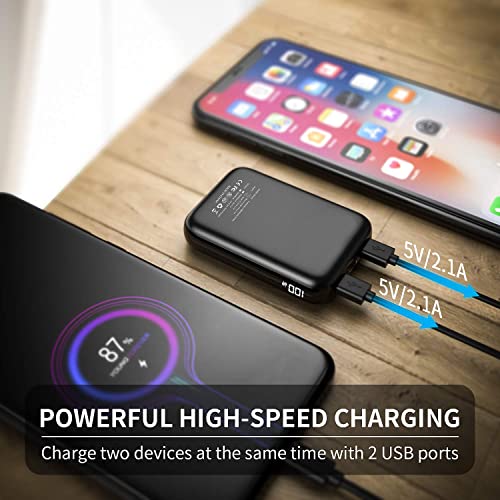 5V/2.1A
5V/2.1A
100%
87%
POWERFUL HIGH-SPEED CHARGING
Charge two devices at the same time with 2 USB ports